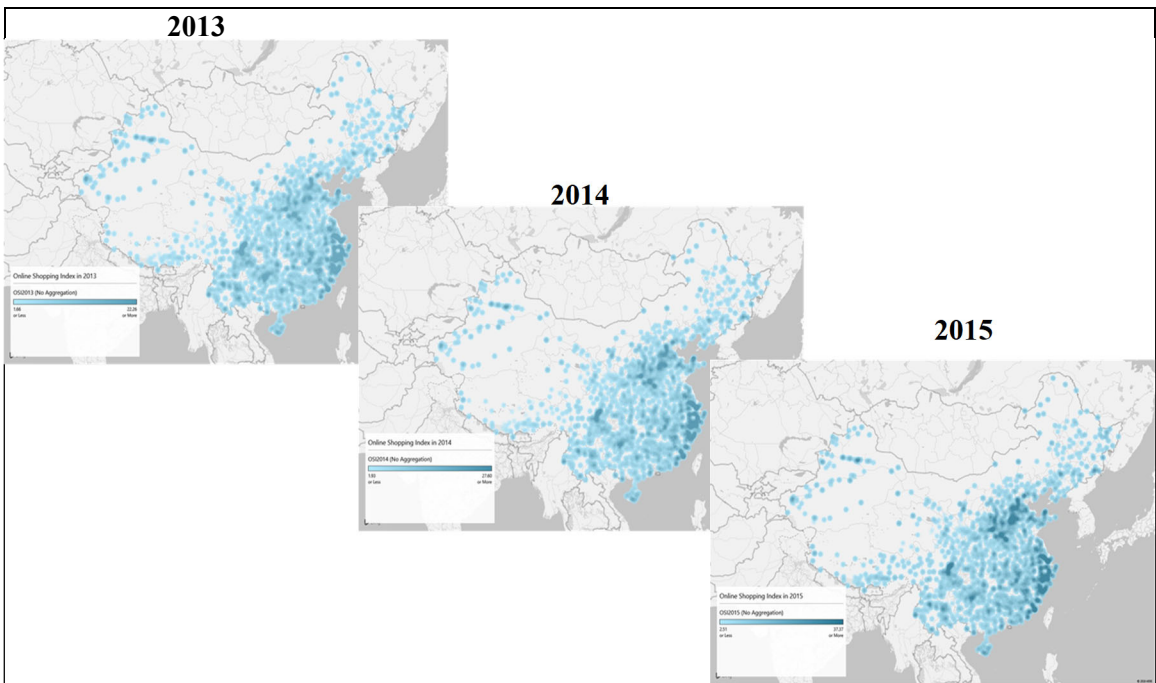 2013
Online Shopping Index in 2013
OSI2013 (No Aggregation)
1.66 22.26
or Less or More
2014
Online Shopping Index in 2014
OSI2014 (No Aggregation)
1.93 27.60
or Less or More
2015
Online Shopping Index in 2015
OSI2015 (No Aggregation)
2.51 37.37
or Less or More